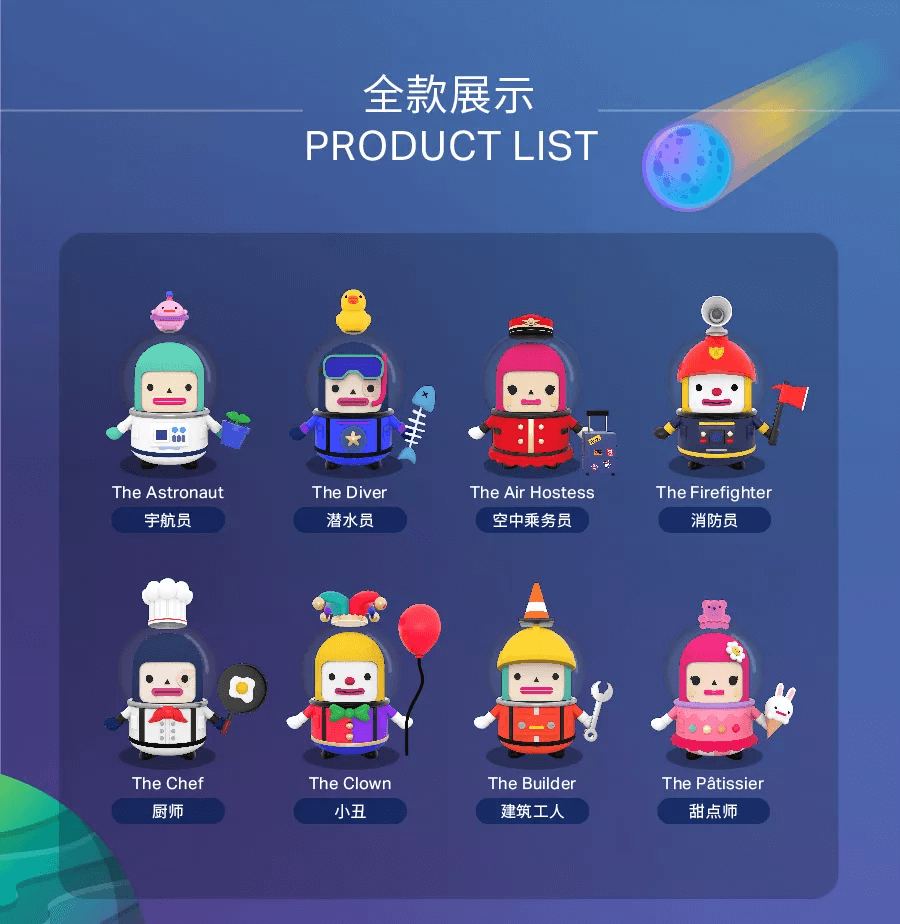 全款展示
PRODUCT LIST
The Astronaut
宇航员
The Diver
潜水员
The Air Hostess
空中乘务员
The Firefighter
消防员
The Chef
厨师
The Clown
小丑
The Builder
建筑工人
The Pâtissier
甜点师